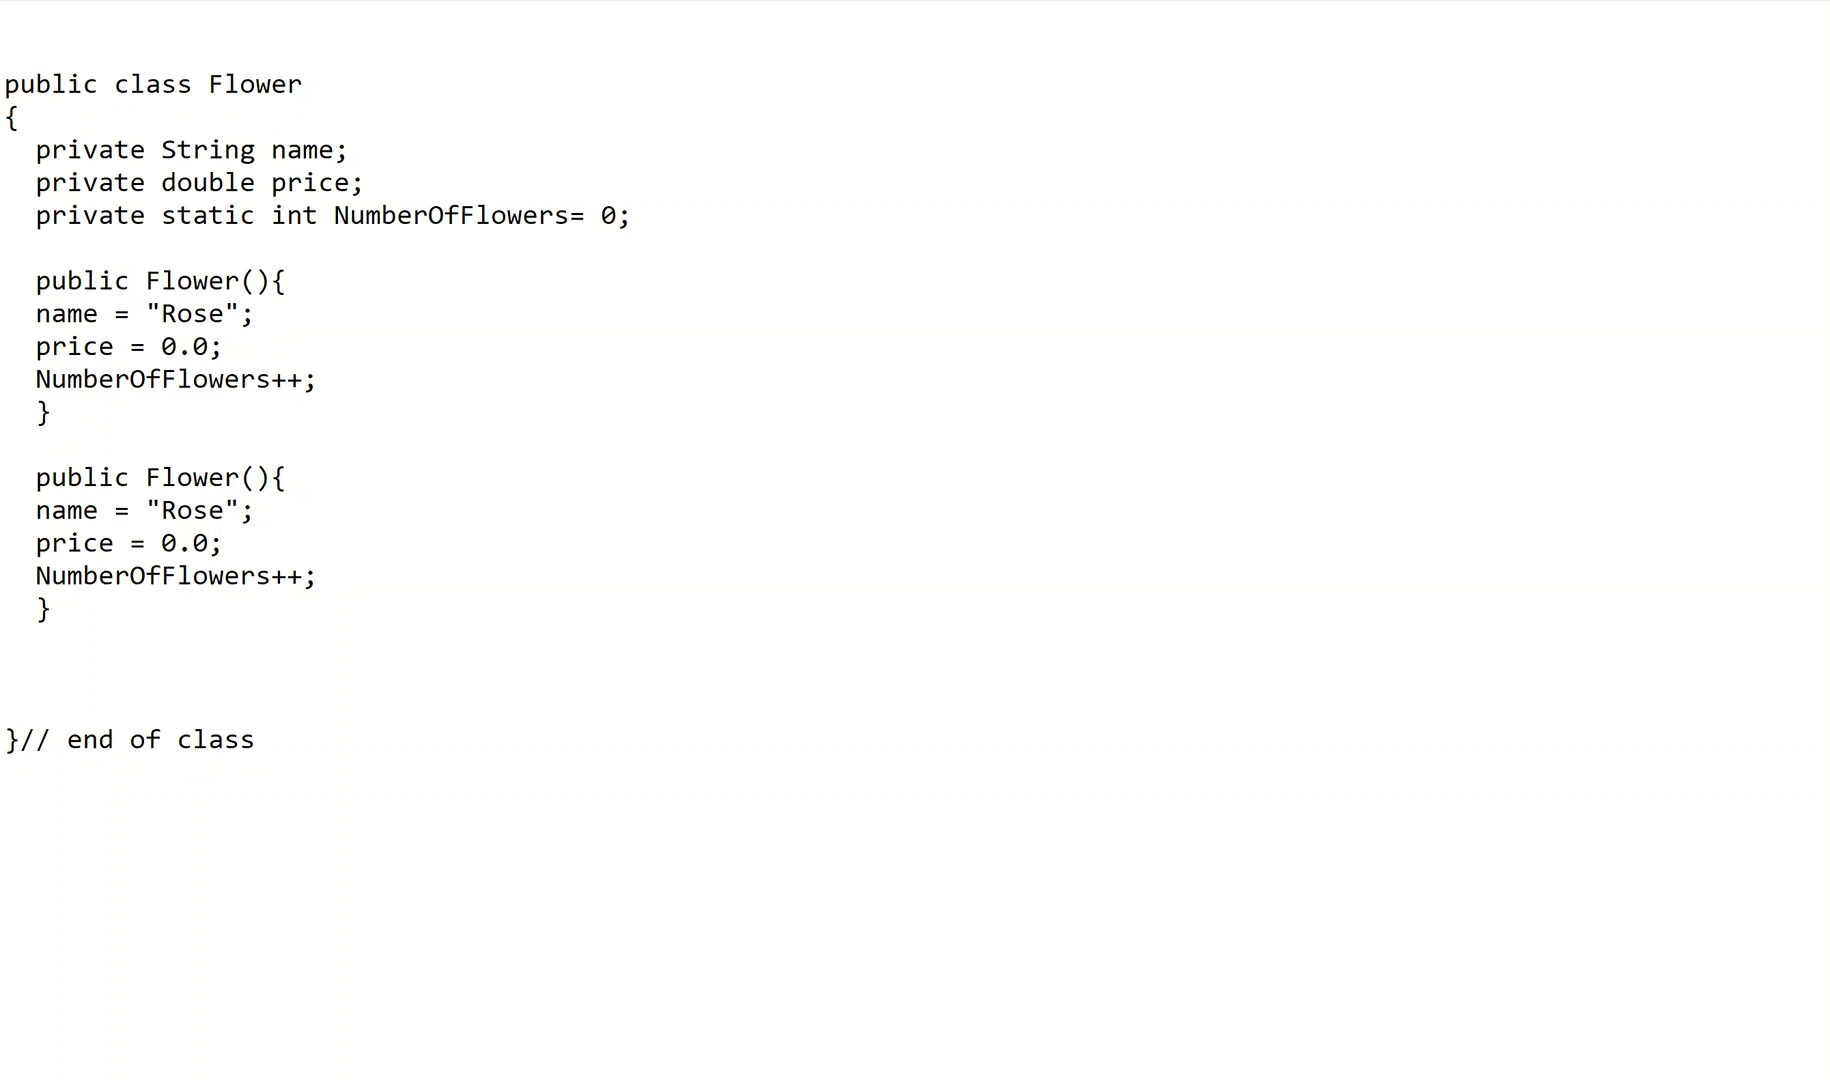 public class Flower
{
private String name;
private double price;
private static int NumberOfFlowers= 0;
public Flower(){
name = "Rose";
price = 0.0;
NumberOfFlowers++;
}
public Flower(){
name = "Rose";
price = 0.0;
NumberOfFlowers++;
}
}// end of class